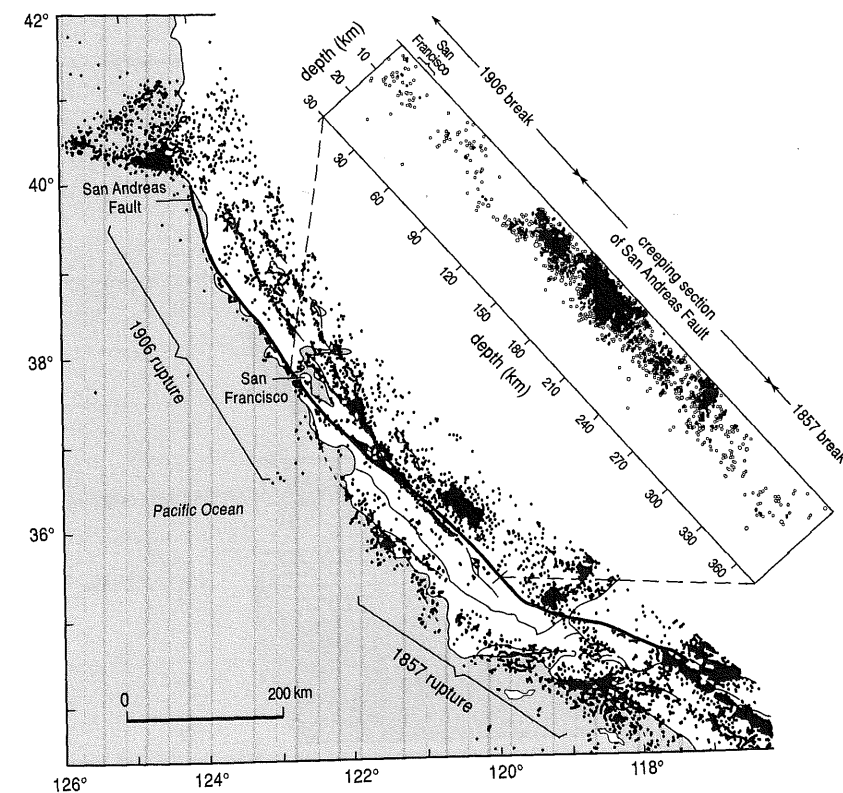 42°
40°
38°
36°
126°
124°
122°
120°
118°
San Andreas
Fault
1906 rupture
San
Francisco
Pacific Ocean
1857 rupture
0
200 km
depth (km)
10
20
30
San
Francisco
1906 break
creeping section
of San Andreas Fault
1857 break
30
60
90
120
150
180
210
240
270
300
330
360
depth (km)